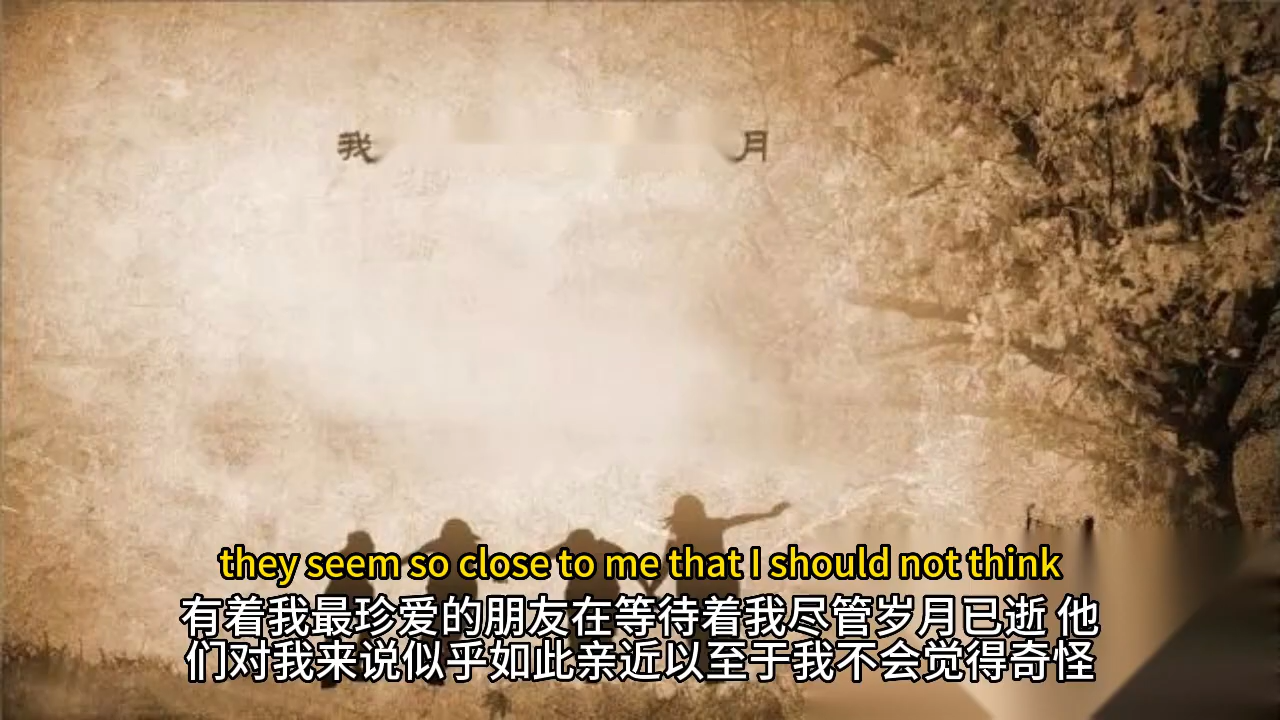 我
月
they seem so close to me that I should not think
有着我最珍爱的朋友在等待着我尽管岁月已逝 他
们对我来说似乎如此亲近以至于我不会觉得奇怪